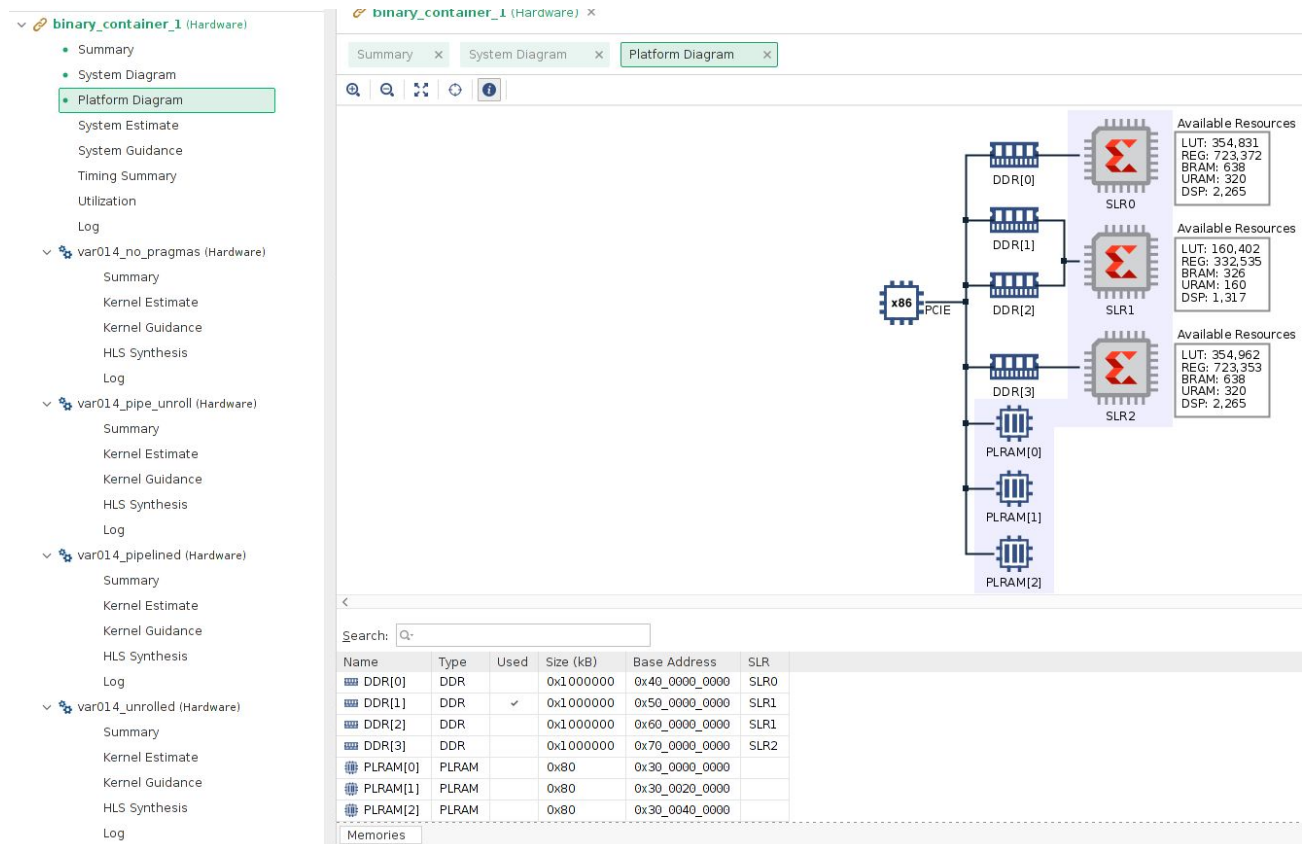 binary_container_1 (Hardware)
Summary
System Diagram
Platform Diagram
System Estimate
System Guidance
Timing Summary
Utilization
Log
var014_no_pragmas (Hardware)
Summary
Kernel Estimate
Kernel Guidance
HLS Synthesis
Log
var014_pipe_unroll (Hardware)
Summary
Kernel Estimate
Kernel Guidance
HLS Synthesis
Log
var014_pipelined (Hardware)
Summary
Kernel Estimate
Kernel Guidance
HLS Synthesis
Log
var014_unrolled (Hardware)
Summary
Kernel Estimate
Kernel Guidance
HLS Synthesis
Log
binary_container_1 (Hardware) ×
Summary × System Diagram × Platform Diagram ×
x86
PCIE
DDR[0]
DDR[1]
DDR[2]
DDR[3]
PLRAM[0]
PLRAM[1]
PLRAM[2]
Available Resources
LUT: 354,831
REG: 723,372
BRAM: 638
URAM: 320
DSP: 2,265
SLR0
Available Resources
LUT: 160,402
REG: 332,535
BRAM: 326
URAM: 160
DSP: 1,317
SLR1
Available Resources
LUT: 354,962
REG: 723,353
BRAM: 638
URAM: 320
DSP: 2,265
SLR2
Search:
Name Type Used Size (kB) Base Address SLR
DDR[0] DDR 0x1000000 0x40_0000_0000 SLR0
DDR[1] DDR ✓ 0x1000000 0x50_0000_0000 SLR1
DDR[2] DDR 0x1000000 0x60_0000_0000 SLR1
DDR[3] DDR 0x1000000 0x70_0000_0000 SLR2
PLRAM[0] PLRAM 0x80 0x30_0000_0000
PLRAM[1] PLRAM 0x80 0x30_0020_0000
PLRAM[2] PLRAM 0x80 0x30_0040_0000
Memories